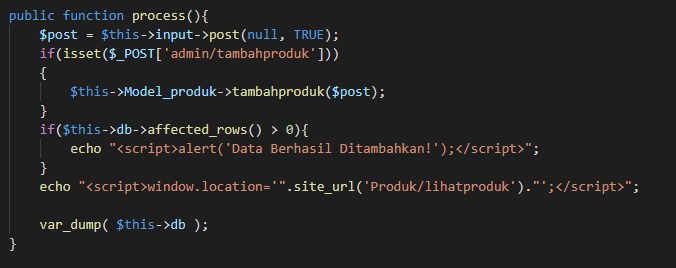 public function process(){
    $post = $this->input->post(null, TRUE);
    if(isset($_POST['admin/tambahproduk']))
    {
        $this->Model_produk->tambahproduk($post);
    }
    if($this->db->affected_rows() > 0){
        echo "<script>alert('Data Berhasil Ditambahkan!');</script>";
    }
    echo "<script>window.location='".site_url('Produk/lihatproduk')."';</script>";

    var_dump( $this->db );
}